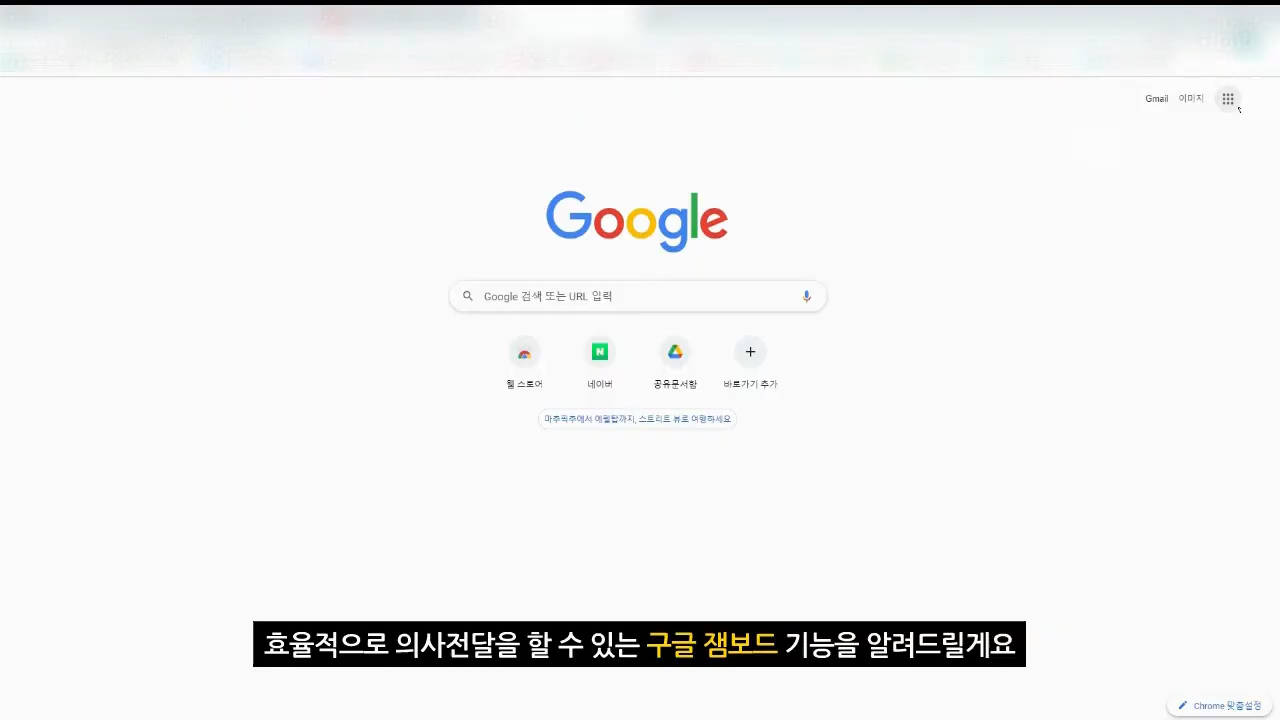 Gmail 이미지
Google
Google 검색 또는 URL 입력
N
웹 스토어 네이버 공유문서함 바로가기 추가
마추픽추에서 에펠탑까지, 스트리트 뷰로 여행하세요
효율적으로 의사전달을 할 수 있는 구글 잼보드 기능을 알려드릴게요
Chrome 맞춤설정